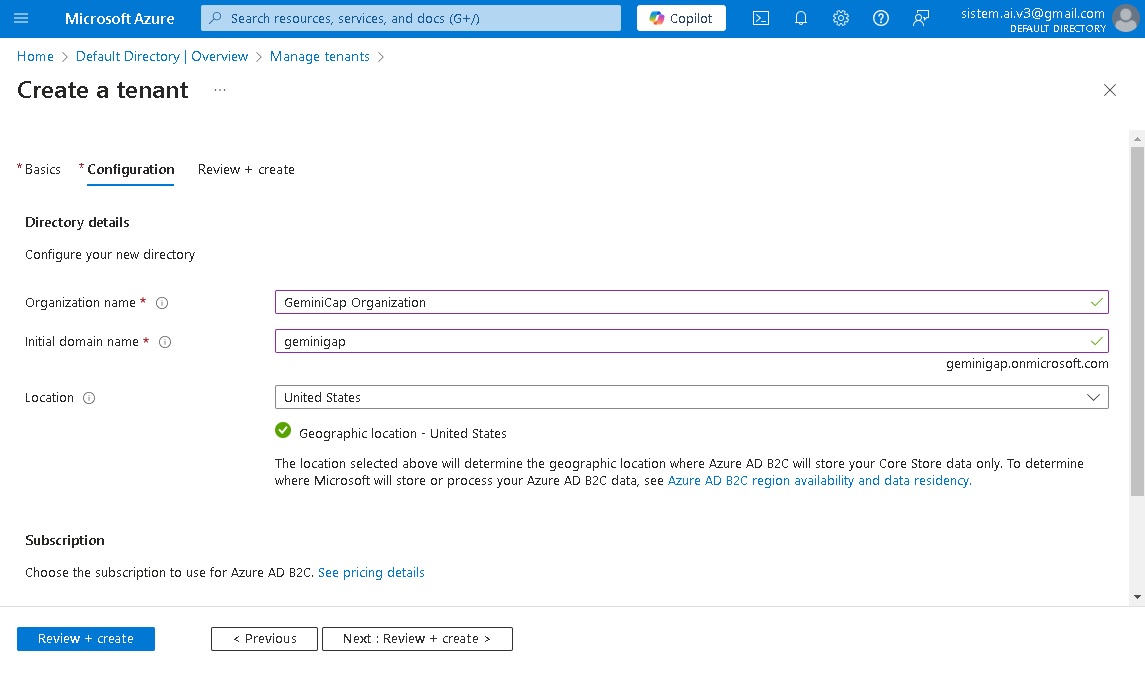 Microsoft Azure
Search resources, services, and docs (G+/)
Copilot
sistem.ai.v3@gmail.com
DEFAULT DIRECTORY
Home > Default Directory | Overview > Manage tenants >
Create a tenant ...
* Basics * Configuration Review + create
Directory details
Configure your new directory
Organization name *
GeminiCap Organization
Initial domain name *
geminigap
geminigap.onmicrosoft.com
Location
United States
Geographic location - United States
The location selected above will determine the geographic location where Azure AD B2C will store your Core Store data only. To determine
where Microsoft will store or process your Azure AD B2C data, see Azure AD B2C region availability and data residency.
Subscription
Choose the subscription to use for Azure AD B2C. See pricing details
Review + create
< Previous
Next : Review + create >